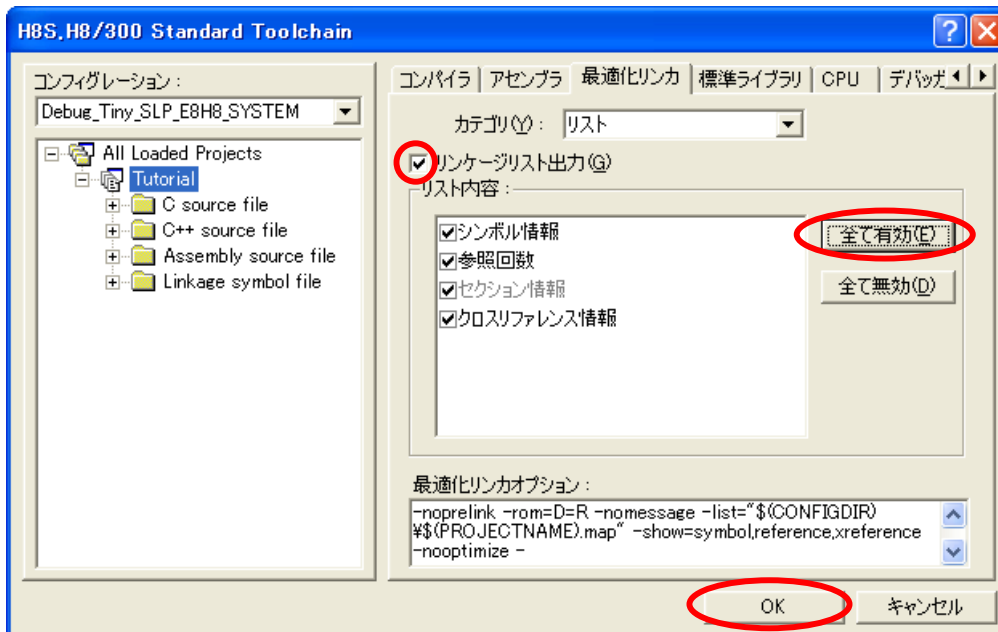 H8S,H8/300 Standard Toolchain
コンフィグレーション :
Debug_Tiny_SLP_E8H8_SYSTEM
All Loaded Projects
Tutorial
C source file
C++ source file
Assembly source file
Linkage symbol file
コンパイラ
アセンブラ
最適化リンカ
標準ライブラリ
CPU
デバッガ
カテゴリ(Y) :
リスト
リンケージリスト出力(G)
リスト内容 :
シンボル情報
参照回数
セクション情報
クロスリファレンス情報
全て有効(E)
全て無効(D)
最適化リンカオプション :
-noprelink -rom=D=R -nomessage -list="$(CONFIGDIR)
¥$(PROJECTNAME).map" -show=symbol,reference,xreference
-nooptimize -
OK
キャンセル